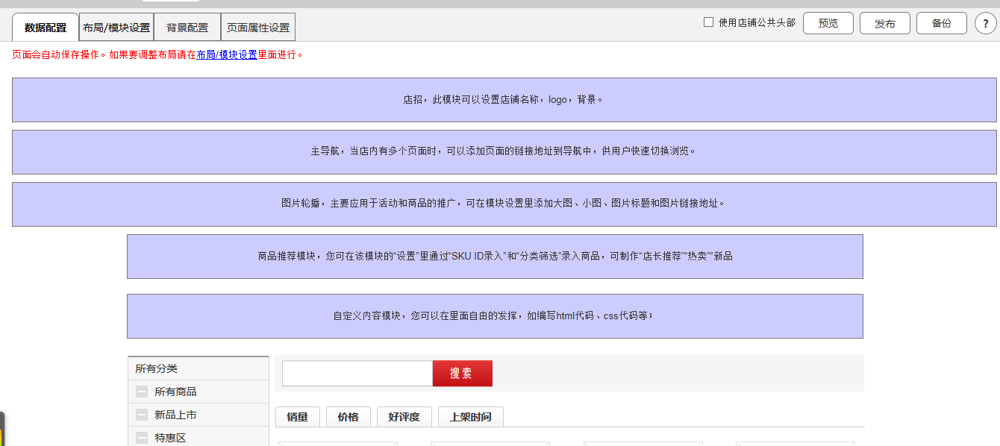 数据配置 布局/模块设置 背景配置 页面属性设置 使用店铺公共头部 预览 发布 备份 ?
页面会自动保存操作。如果要调整布局请在布局/模块设置里面进行。
店招，此模块可以设置店铺名称，logo，背景。
主导航，当店内有多个页面时，可以添加页面的链接地址到导航中，供用户快速切换浏览。
图片轮播，主要应用于活动和商品的推广，可在模块设置里添加大图、小图、图片标题和图片链接地址。
商品推荐模块，您可在该模块的“设置”里通过“SKU ID录入”和“分类筛选”录入商品，可制作“店长推荐”“热卖”“新品
自定义内容模块，您可以在里面自由的发挥，如编写html代码、css代码等；
所有分类
所有商品
新品上市
特惠区
搜 索
销量 价格 好评度 上架时间